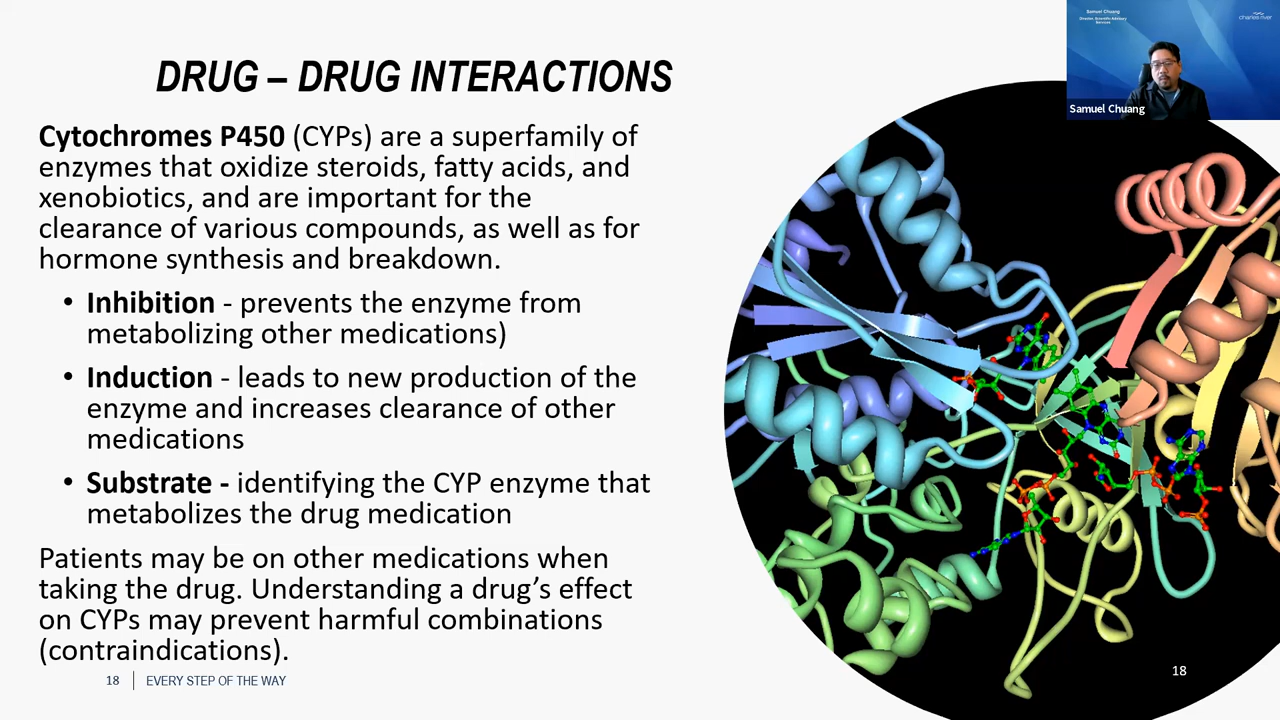 Samuel Chuang
Director, Scientific Advisory
Services
charles river
Samuel Chuang
DRUG – DRUG INTERACTIONS
Cytochromes P450 (CYPs) are a superfamily of
enzymes that oxidize steroids, fatty acids, and
xenobiotics, and are important for the
clearance of various compounds, as well as for
hormone synthesis and breakdown.
• Inhibition - prevents the enzyme from
metabolizing other medications)
• Induction - leads to new production of the
enzyme and increases clearance of other
medications
• Substrate - identifying the CYP enzyme that
metabolizes the drug medication
Patients may be on other medications when
taking the drug. Understanding a drug’s effect
on CYPs may prevent harmful combinations
(contraindications).
18 | EVERY STEP OF THE WAY
18